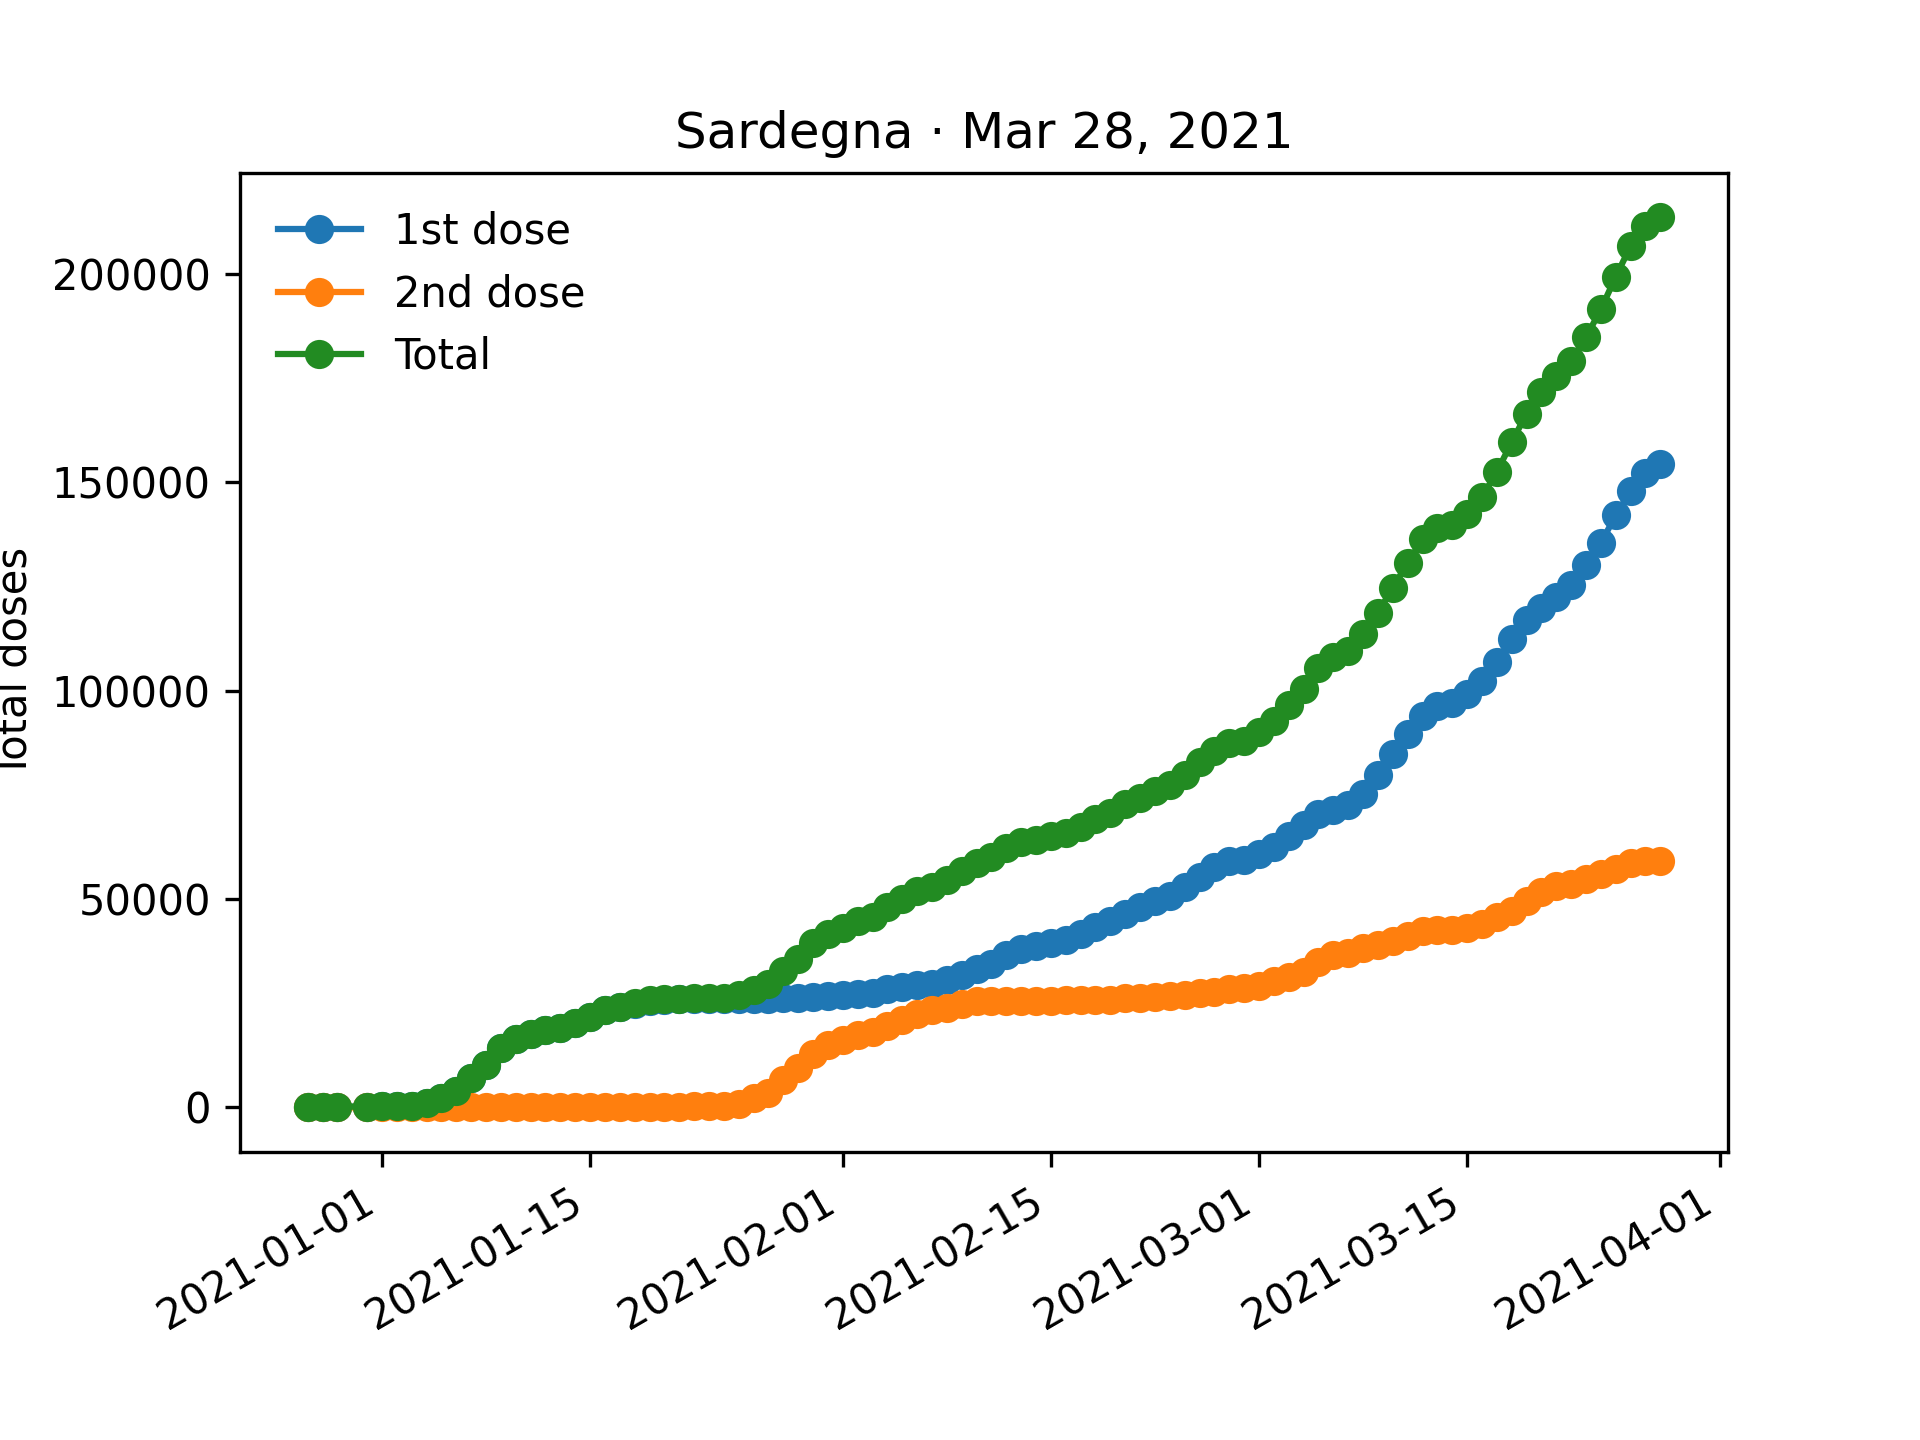 Sardegna · Mar 28, 2021
1st dose
2nd dose
Total
200000
150000
100000
50000
0
Total doses
2021-01-01
2021-01-15
2021-02-01
2021-02-15
2021-03-01
2021-03-15
2021-04-01